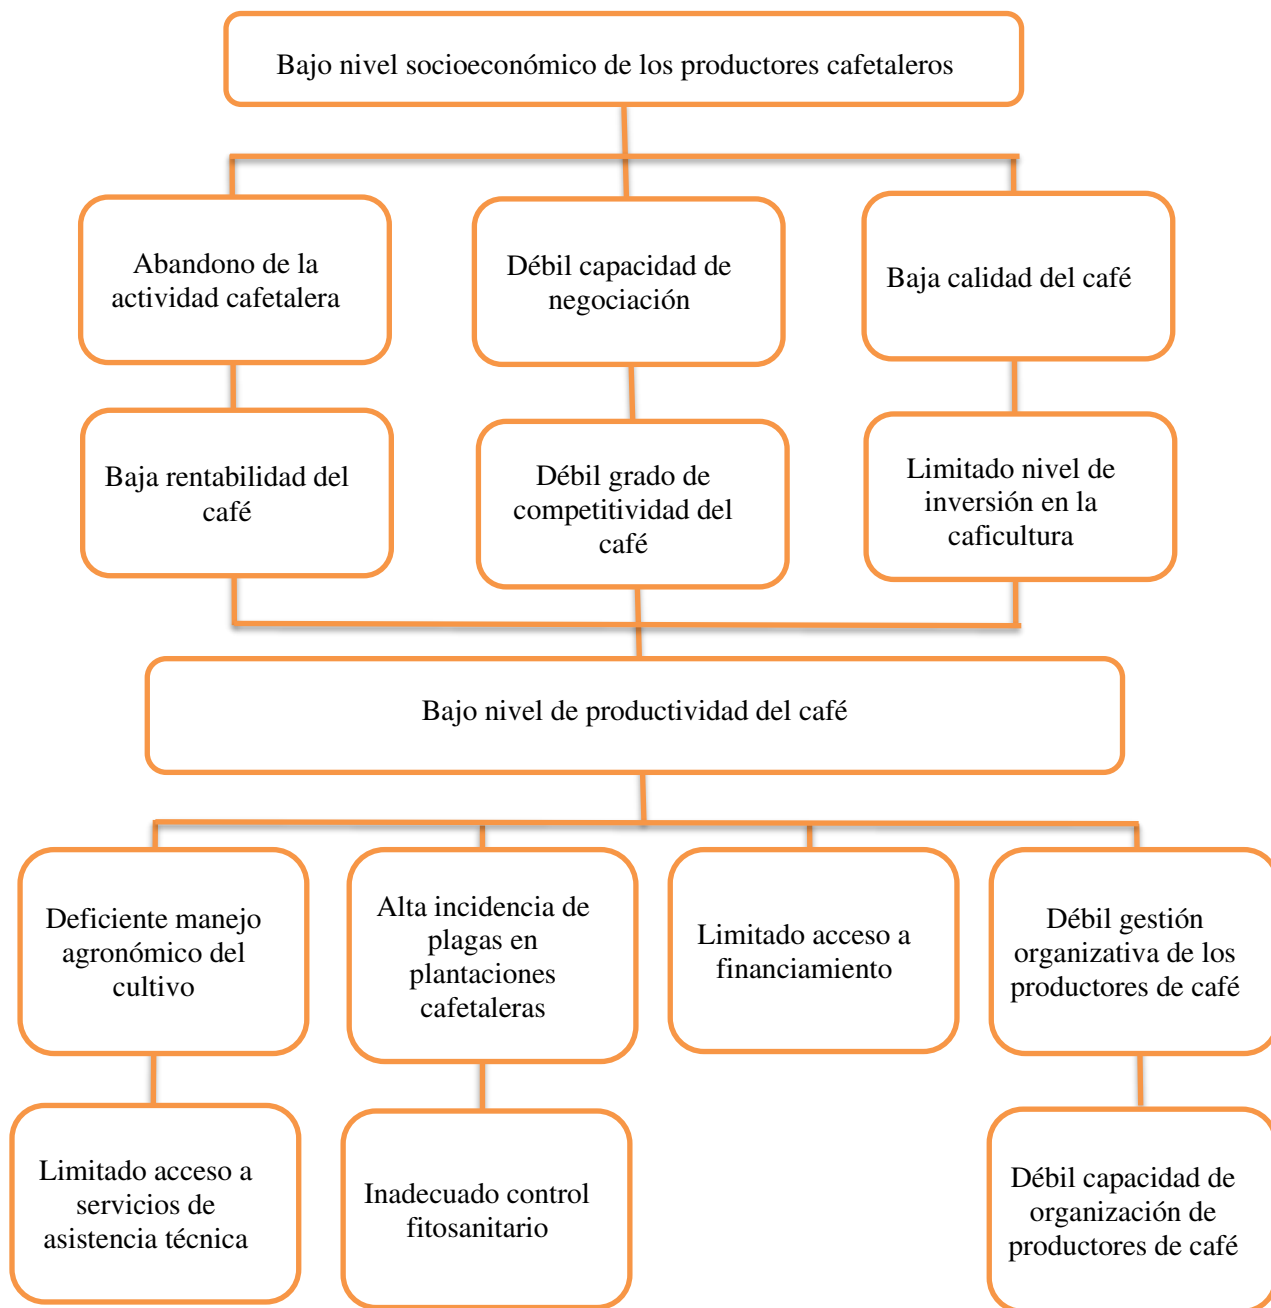 Bajo nivel socioeconómico de los productores cafetaleros
Abandono de la
actividad cafetalera
Débil capacidad de
negociación
Baja calidad del café
Baja rentabilidad del
café
Débil grado de
competitividad del
café
Limitado nivel de
inversión en la
caficultura
Bajo nivel de productividad del café
Deficiente manejo
agronómico del
cultivo
Alta incidencia de
plagas en
plantaciones
cafetaleras
Limitado acceso a
financiamiento
Débil gestión
organizativa de los
productores de café
Limitado acceso a
servicios de
asistencia técnica
Inadecuado control
fitosanitario
Débil capacidad de
organización de
productores de café